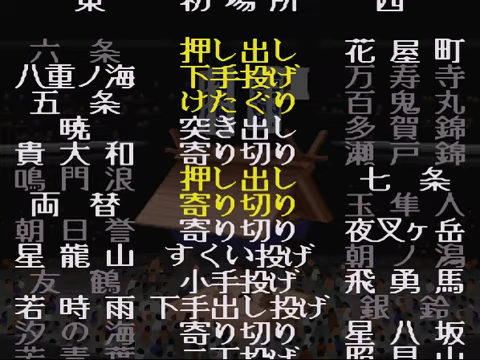 東 初場所 西
六条 押し出し 花屋町
八重ノ海 下手投げ 万寿寺
五条 けたぐり 百鬼丸
暁 突き出し 多賀錦
貴大和 寄り切り 瀬戸錦
鳴門浪 押し出し 七条
両替 寄り切り 玉隼人
朝日誉 寄り切り 夜叉ヶ岳
星龍山 すくい投げ 朝ノ潟
友鶴 小手投げ 飛勇馬
若時雨 下手出し投げ 銀鈴
汐の海 寄り切り 星八坂